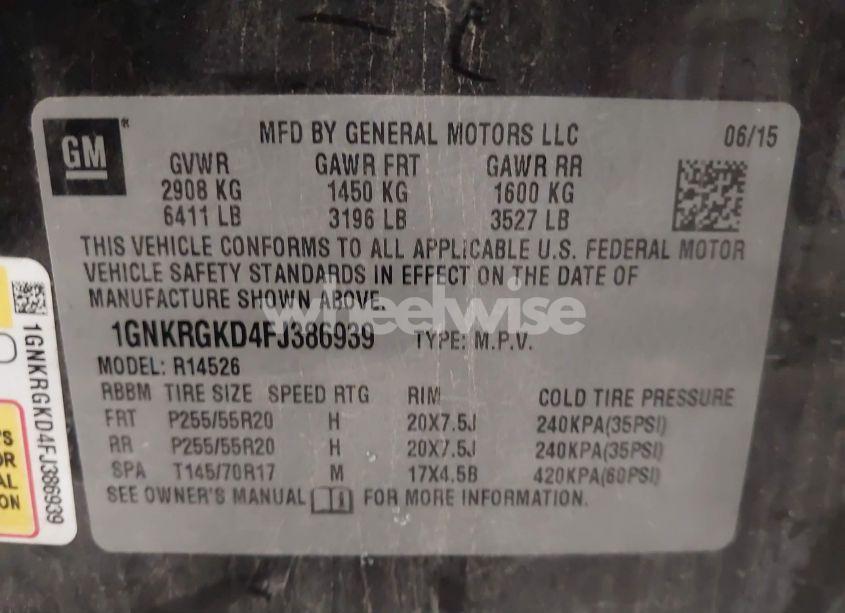 GM
MFD BY GENERAL MOTORS LLC 06/15
GVWR GAWR FRT GAWR RR
2908 KG 1450 KG 1600 KG
6411 LB 3196 LB 3527 LB
THIS VEHICLE CONFORMS TO ALL APPLICABLE U.S. FEDERAL MOTOR
VEHICLE SAFETY STANDARDS IN EFFECT ON THE DATE OF
MANUFACTURE SHOWN ABOVE.
wheelwise
1GNKRGKD4FJ386939 TYPE: M.P.V.
MODEL: R14526
RBBM TIRE SIZE SPEED RTG RIM COLD TIRE PRESSURE
FRT P255/55R20 H 20X7.5J 240KPA(35PSI)
RR P255/55R20 H 20X7.5J 240KPA(35PSI)
SPA T145/70R17 M 17X4.5B 420KPA(60PSI)
SEE OWNER'S MANUAL FOR MORE INFORMATION.
1GNKRGKD4FJ386939